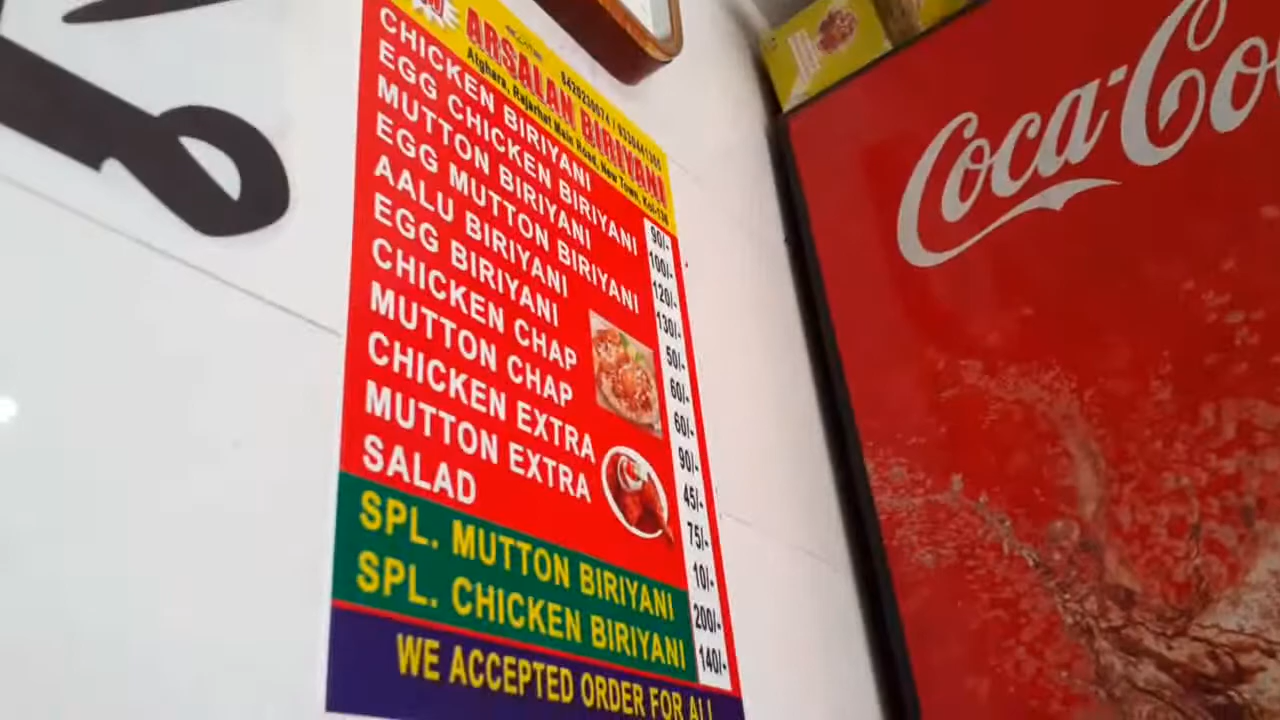 ARSALAN BIRIYANI
Atghara, Rajarhat Main Road, New Town, Kol-136
CHICKEN BIRIYANI 90/-
EGG CHICKEN BIRIYANI 100/-
MUTTON BIRIYANI 120/-
EGG MUTTON BIRIYANI 130/-
AALU BIRIYANI 50/-
EGG BIRIYANI 60/-
CHICKEN CHAP 60/-
MUTTON CHAP 90/-
CHICKEN EXTRA 45/-
MUTTON EXTRA 75/-
SALAD 10/-
SPL. MUTTON BIRIYANI 200/-
SPL. CHICKEN BIRIYANI 140/-
WE ACCEPTED ORDER FOR ALL
Coca-Co